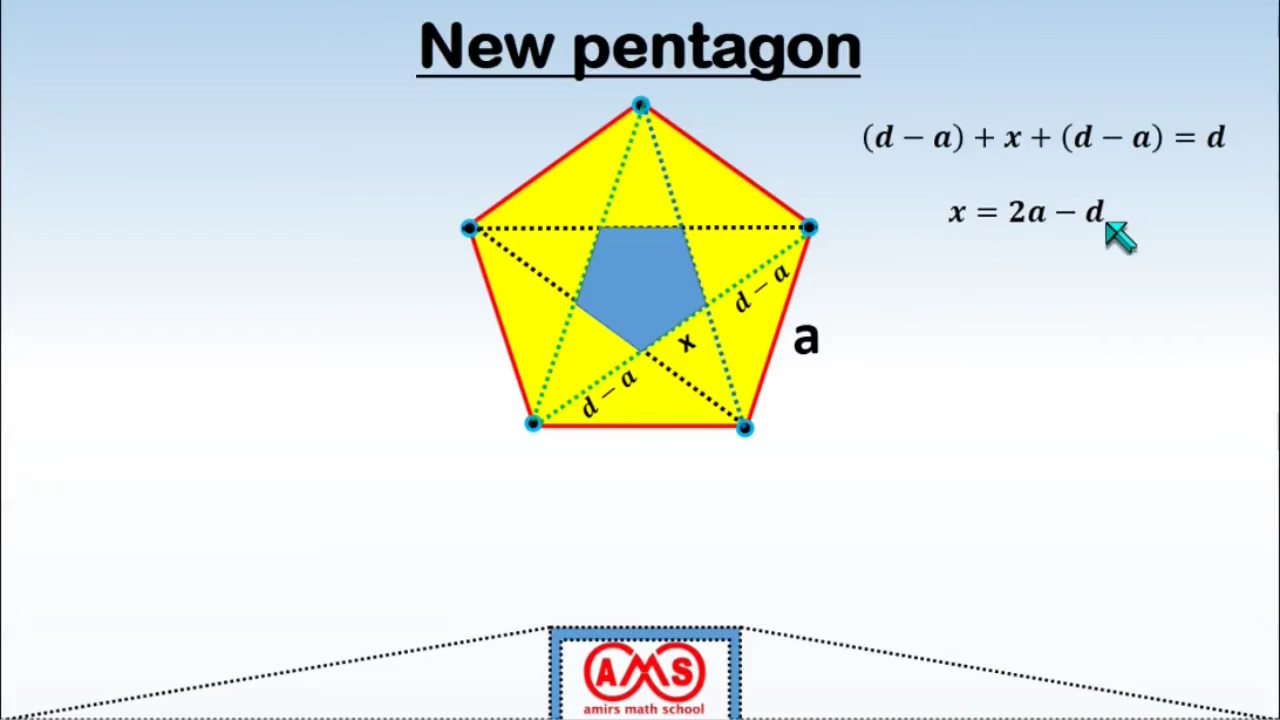 New pentagon
(d − a) + x + (d − a) = d
x = 2a − d
d − a
a
x
d − a
AMS
amirs math school